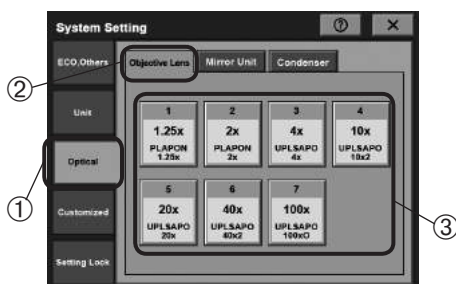 System Setting
?
×
ECO,Others
Unit
Optical
Customized
Setting Lock
Objective Lens
Mirror Unit
Condenser
1
1.25x
PLAPON
1.25x
2
2x
PLAPON
2x
3
4x
UPLSAPO
4x
4
10x
UPLSAPO
10x2
5
20x
UPLSAPO
20x
6
40x
UPLSAPO
40x2
7
100x
UPLSAPO
100xO
①
②
③